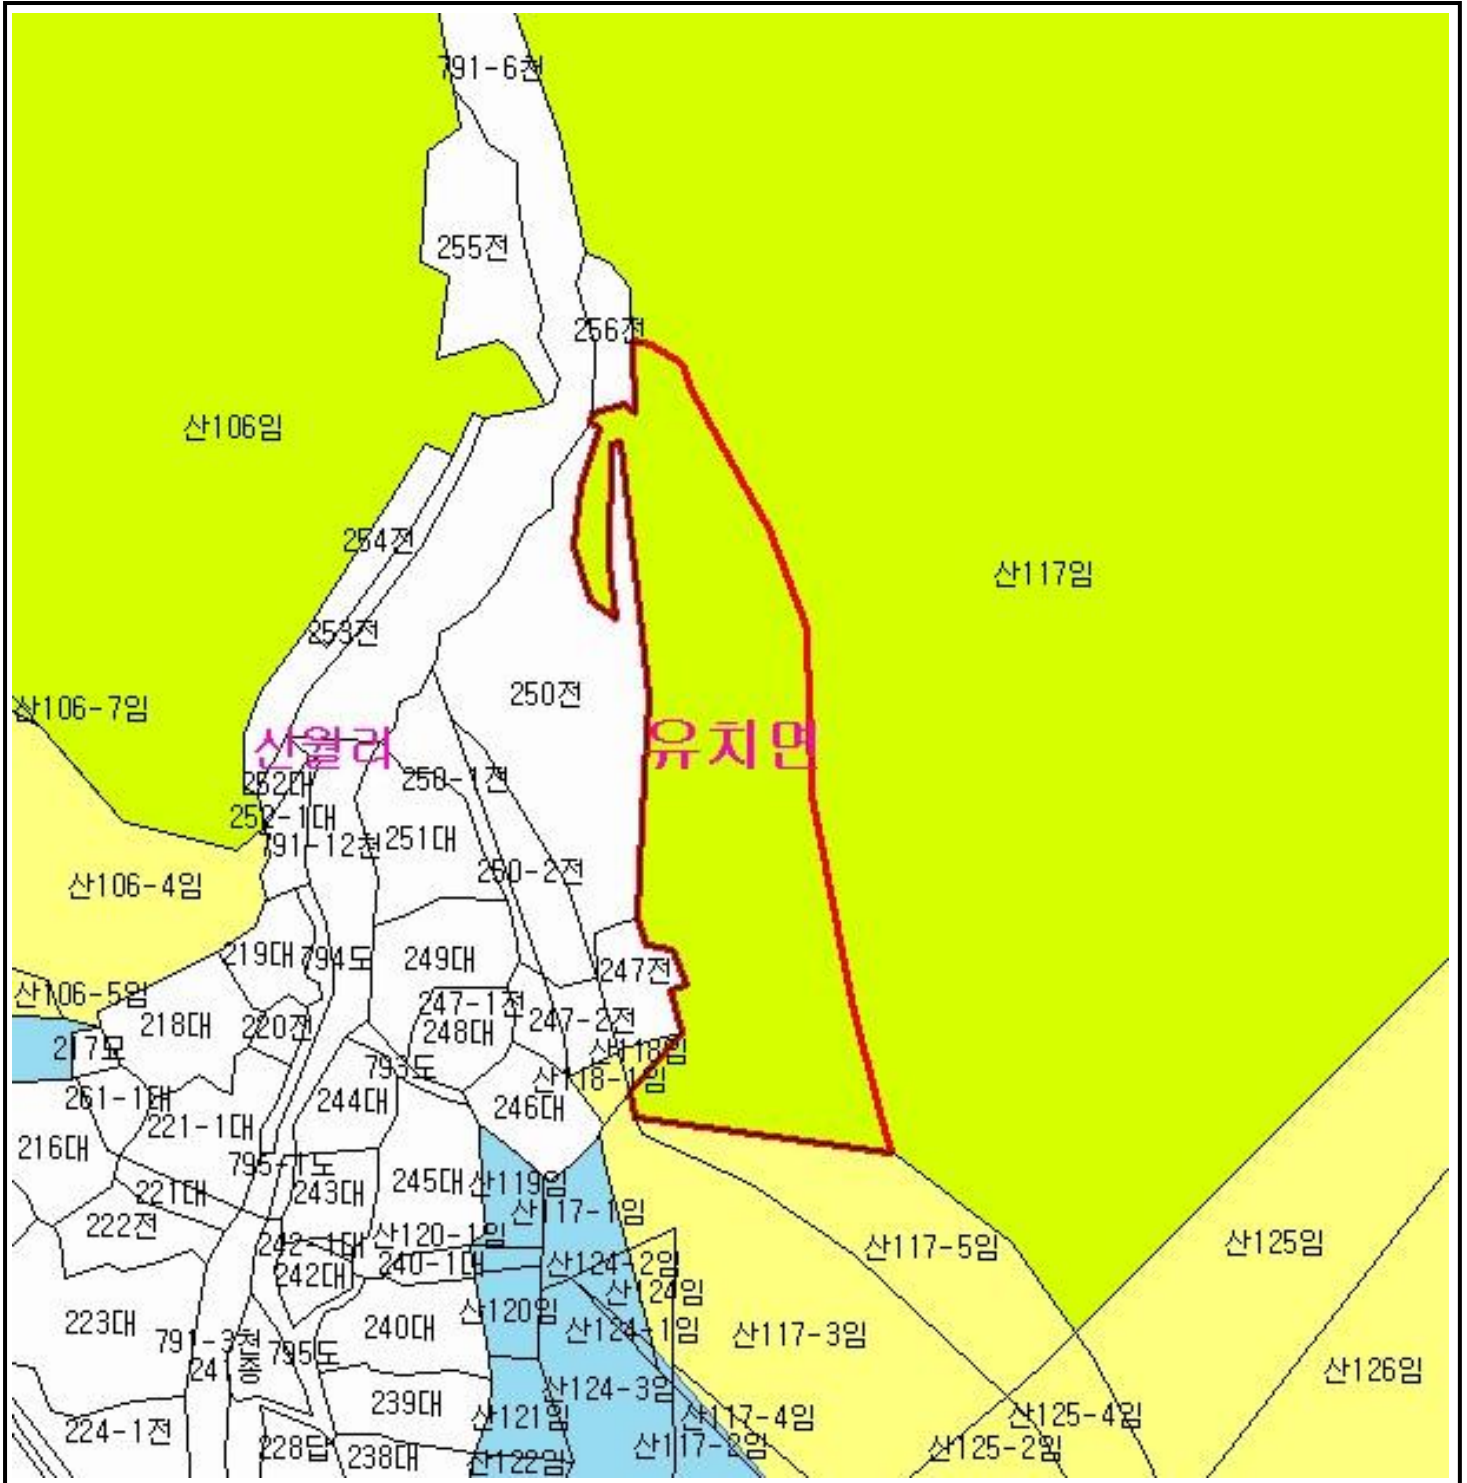 791-6천
255전
256전
산106임
254전
산117임
253전
250전
산106-7임
유치면
신월리
252대
250-1전
252-1대
791-12천
251대
250-2전
산106-4임
219대
794도
249대
247전
산106-5임
247-1전
218대
220전
248대
247-2전
217묘
산118임
793도
산118-1임
261-1대
244대
246대
221-1대
216대
795-1도
221대
243대
245대
산119임
산117-1임
222전
242-1대
산120-1임
산117-5임
산125임
242대
240-1대
산124-2임
산124임
223대
791-3천
795도
240대
산120임
산124-1임
산117-3임
24
종
산126임
239대
산124-3임
224-1전
228답
238대
산121임
산122임
산117-4임
산117-2임
산125-4임
산125-2임